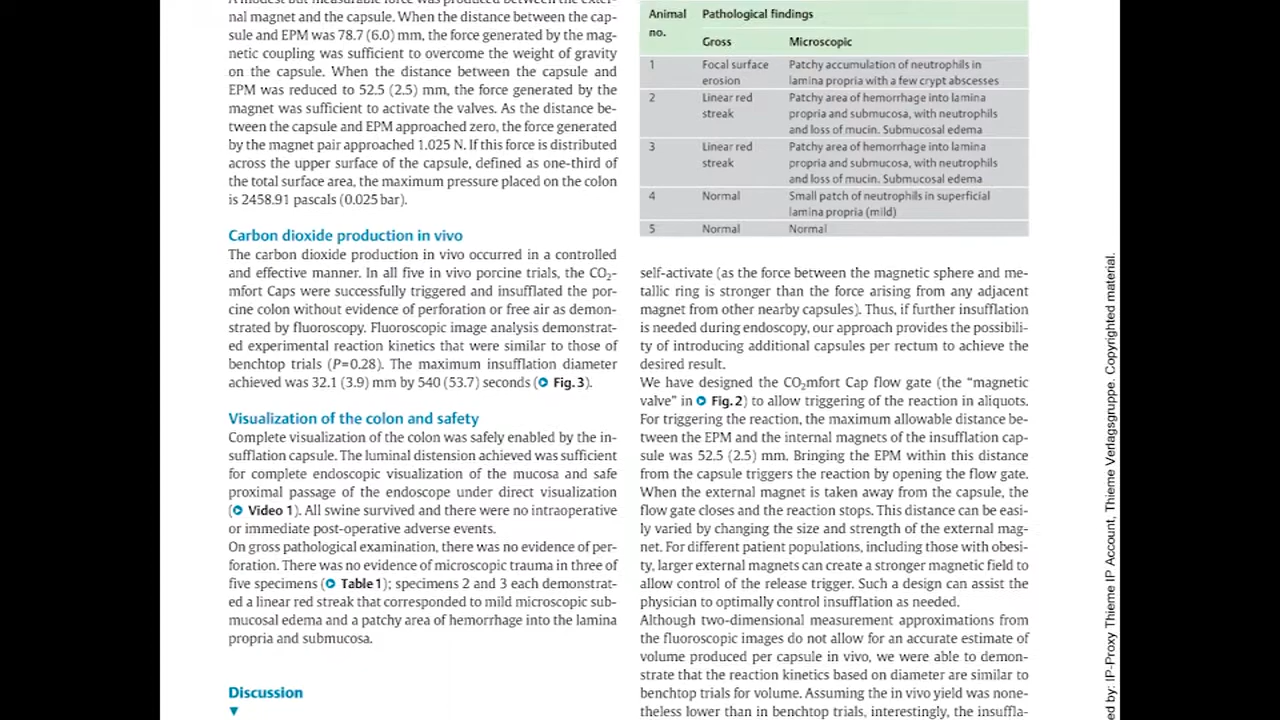 A modest but measurable force was produced between the exter-
nal magnet and the capsule. When the distance between the cap-
sule and EPM was 78.7 (6.0) mm, the force generated by the mag-
netic coupling was sufficient to overcome the weight of gravity
on the capsule. When the distance between the capsule and
EPM was reduced to 52.5 (2.5) mm, the force generated by the
magnet was sufficient to activate the valves. As the distance be-
tween the capsule and EPM approached zero, the force generated
by the magnet pair approached 1.025 N. If this force is distributed
across the upper surface of the capsule, defined as one-third of
the total surface area, the maximum pressure placed on the colon
is 2458.91 pascals (0.025 bar).
Carbon dioxide production in vivo
The carbon dioxide production in vivo occurred in a controlled
and effective manner. In all five in vivo porcine trials, the CO2-
mfort Caps were successfully triggered and insufflated the por-
cine colon without evidence of perforation or free air as demon-
strated by fluoroscopy. Fluoroscopic image analysis demonstrat-
ed experimental reaction kinetics that were similar to those of
benchtop trials (P=0.28). The maximum insufflation diameter
achieved was 32.1 (3.9) mm by 540 (53.7) seconds (Fig. 3).
Visualization of the colon and safety
Complete visualization of the colon was safely enabled by the in-
sufflation capsule. The luminal distension achieved was sufficient
for complete endoscopic visualization of the mucosa and safe
proximal passage of the endoscope under direct visualization
(Video 1). All swine survived and there were no intraoperative
or immediate post-operative adverse events.
On gross pathological examination, there was no evidence of per-
foration. There was no evidence of microscopic trauma in three of
five specimens (Table 1); specimens 2 and 3 each demonstrat-
ed a linear red streak that corresponded to mild microscopic sub-
mucosal edema and a patchy area of hemorrhage into the lamina
propria and submucosa.
Discussion
Animal no. Pathological findings
Gross Microscopic
1 Focal surface Patchy accumulation of neutrophils in
erosion lamina propria with a few crypt abscesses
2 Linear red Patchy area of hemorrhage into lamina
streak propria and submucosa, with neutrophils
and loss of mucin. Submucosal edema
3 Linear red Patchy area of hemorrhage into lamina
streak propria and submucosa, with neutrophils
and loss of mucin. Submucosal edema
4 Normal Small patch of neutrophils in superficial
lamina propria (mild)
5 Normal Normal
self-activate (as the force between the magnetic sphere and me-
tallic ring is stronger than the force arising from any adjacent
magnet from other nearby capsules). Thus, if further insufflation
is needed during endoscopy, our approach provides the possibili-
ty of introducing additional capsules per rectum to achieve the
desired result.
We have designed the CO2mfort Cap flow gate (the “magnetic
valve” in Fig. 2) to allow triggering of the reaction in aliquots.
For triggering the reaction, the maximum allowable distance be-
tween the EPM and the internal magnets of the insufflation cap-
sule was 52.5 (2.5) mm. Bringing the EPM within this distance
from the capsule triggers the reaction by opening the flow gate.
When the external magnet is taken away from the capsule, the
flow gate closes and the reaction stops. This distance can be easi-
ly varied by changing the size and strength of the external mag-
net. For different patient populations, including those with obesi-
ty, larger external magnets can create a stronger magnetic field to
allow control of the release trigger. Such a design can assist the
physician to optimally control insufflation as needed.
Although two-dimensional measurement approximations from
the fluoroscopic images do not allow for an accurate estimate of
volume produced per capsule in vivo, we were able to demon-
strate that the reaction kinetics based on diameter are similar to
benchtop trials for volume. Assuming the in vivo yield was none-
theless lower than in benchtop trials, interestingly, the insuffla-
ed by: IP-Proxy Thieme IP Account, Thieme Verlagsgruppe. Copyrighted material.